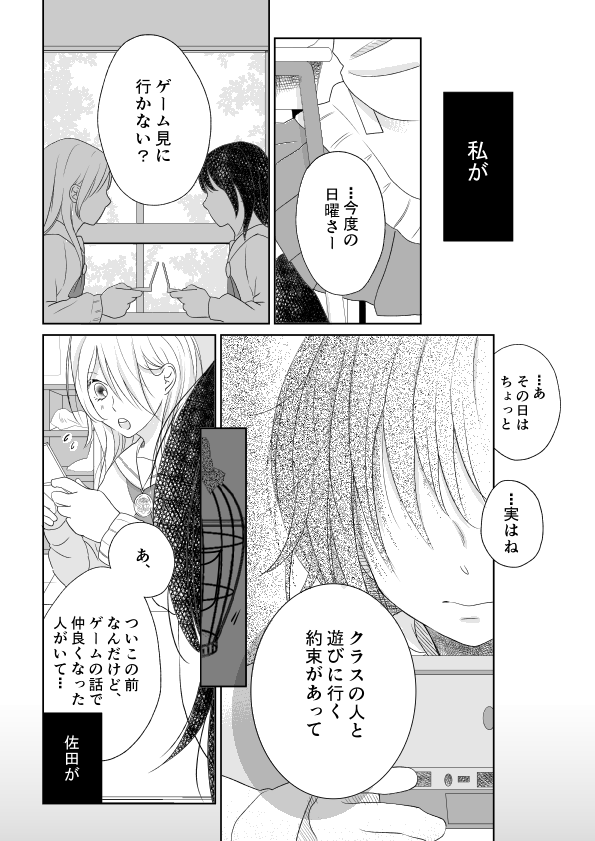 私が
…今度の
日曜さー
ゲーム見に
行かない？
…あ
その日は
ちょっと
…実はね
クラスの人と
遊びに行く
約束があって
あ、
ついこの前
なんだけど、
ゲームの話で
仲良くなった
人がいて…
佐田が